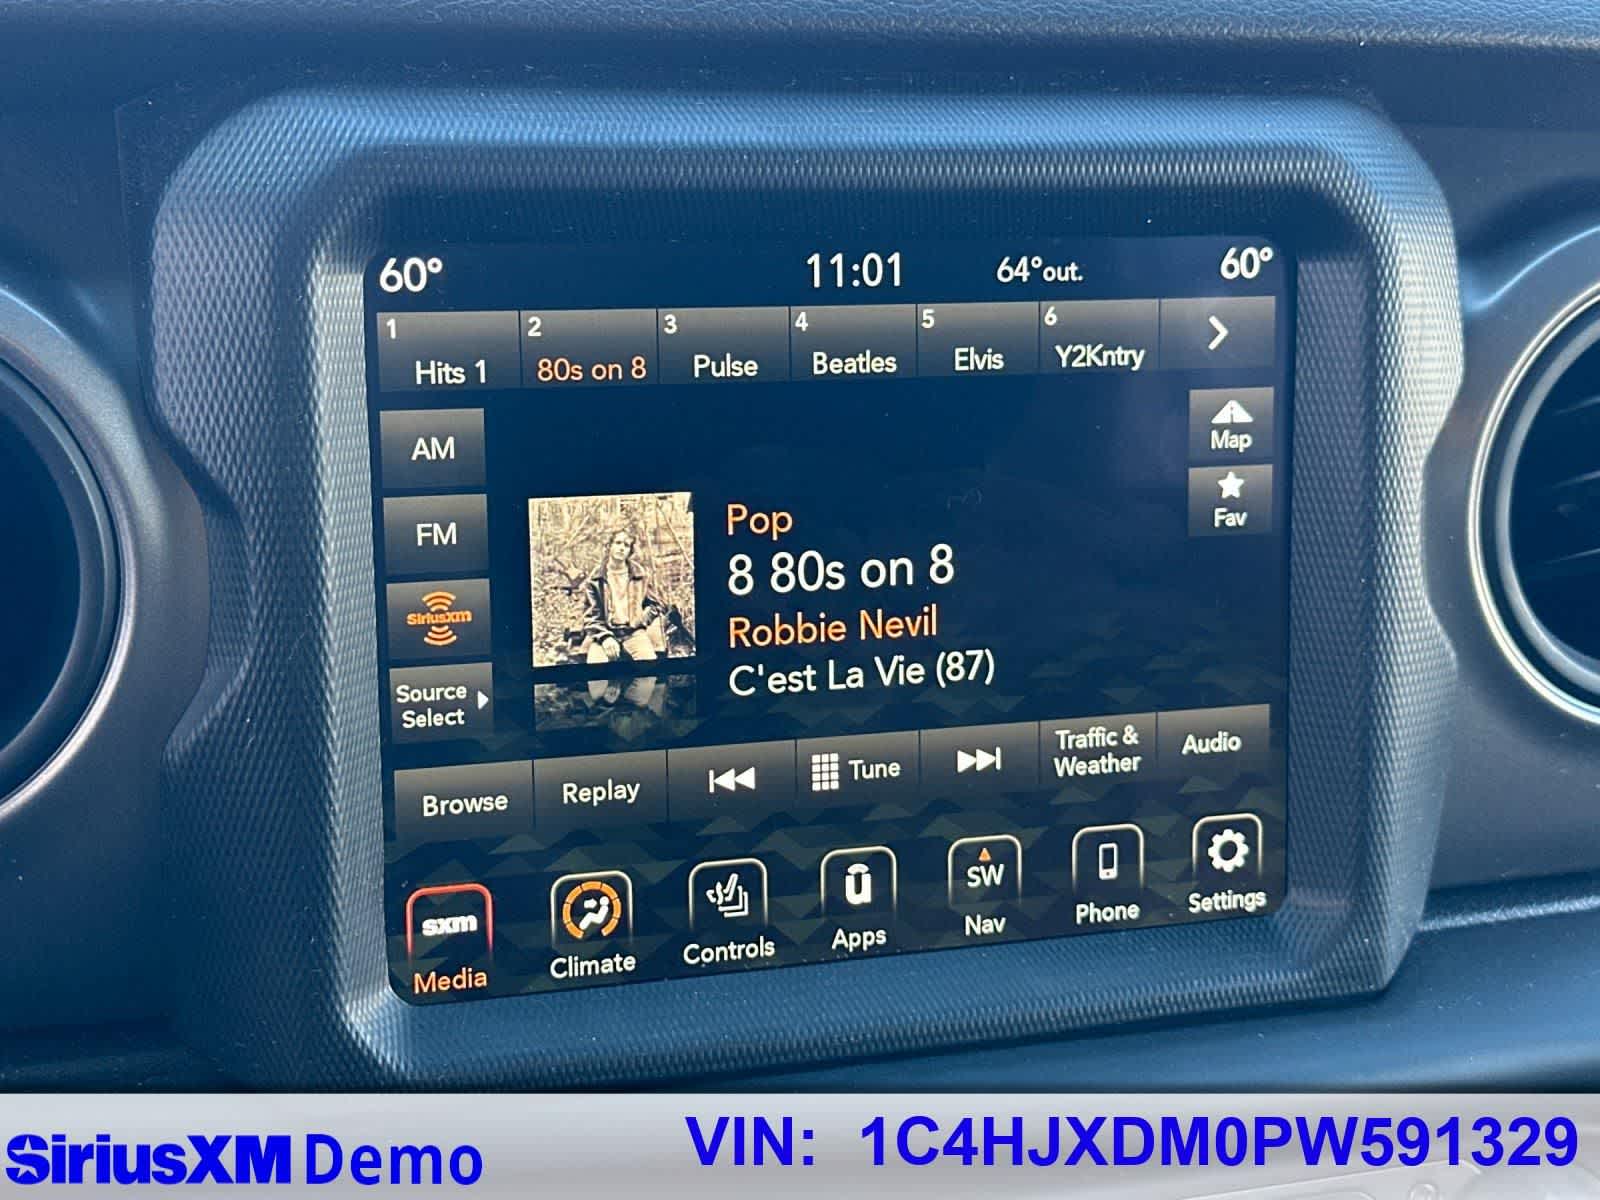 60° 11:01 64°out. 60°
1 2 3 4 5 6
Hits 1 80s on 8 Pulse Beatles Elvis Y2Kntry
AM
Map
FM
Fav
SiriusXM
Source
Select
Pop
8 80s on 8
Robbie Nevil
C'est La Vie (87)
Browse Replay Tune
Traffic &
Weather
Audio
sxm
SW
Media Climate Controls Apps Nav Phone Settings
SiriusXM Demo
VIN: 1C4HJXDM0PW591329